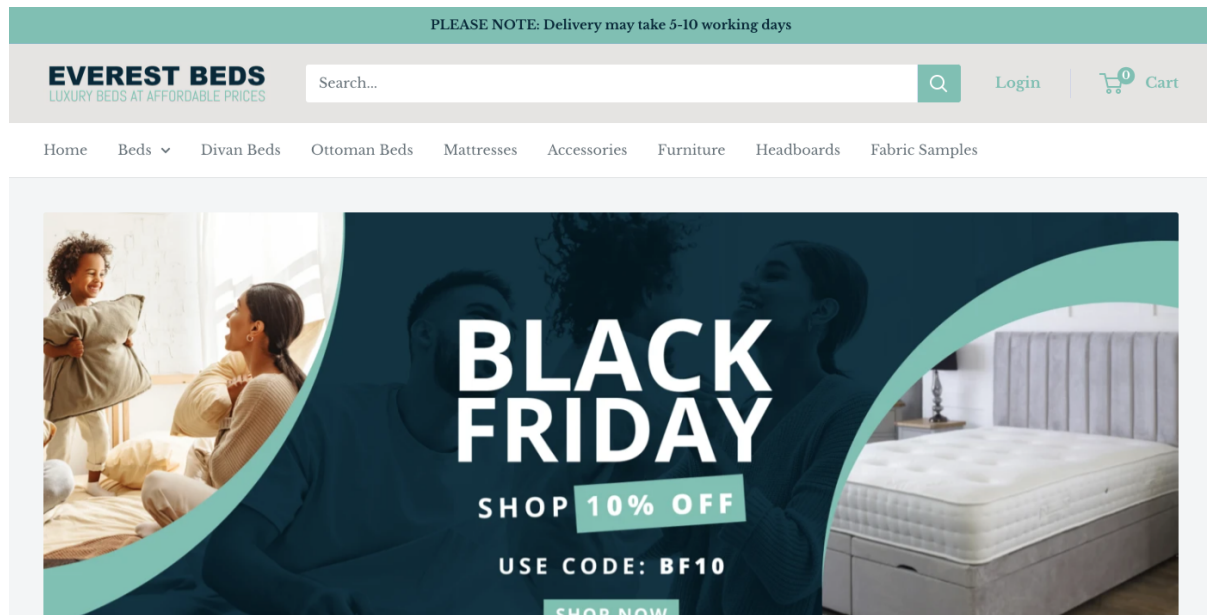 PLEASE NOTE: Delivery may take 5-10 working days
EVEREST BEDS
LUXURY BEDS AT AFFORDABLE PRICES
Search...
Login
0
Cart
Home
Beds
Divan Beds
Ottoman Beds
Mattresses
Accessories
Furniture
Headboards
Fabric Samples
BLACK
FRIDAY
SHOP 10% OFF
USE CODE: BF10
SHOP NOW